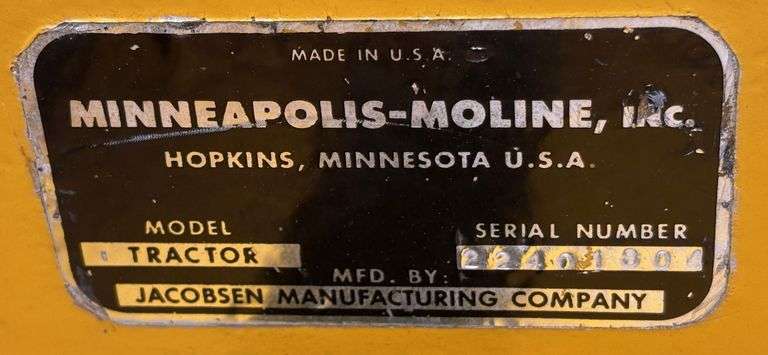 MADE IN U.S.A.
MINNEAPOLIS-MOLINE, INC.
HOPKINS, MINNESOTA U.S.A.
MODEL
TRACTOR
SERIAL NUMBER
MFD. BY:
JACOBSEN MANUFACTURING COMPANY